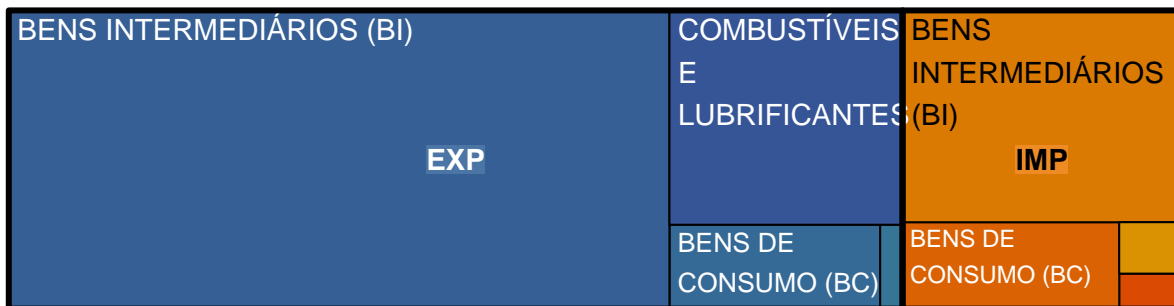 BENS INTERMEDIÁRIOS (BI)
EXP
COMBUSTÍVEIS
E
LUBRIFICANTES
BENS DE
CONSUMO (BC)
BENS
INTERMEDIÁRIOS
(BI)
IMP
BENS DE
CONSUMO (BC)